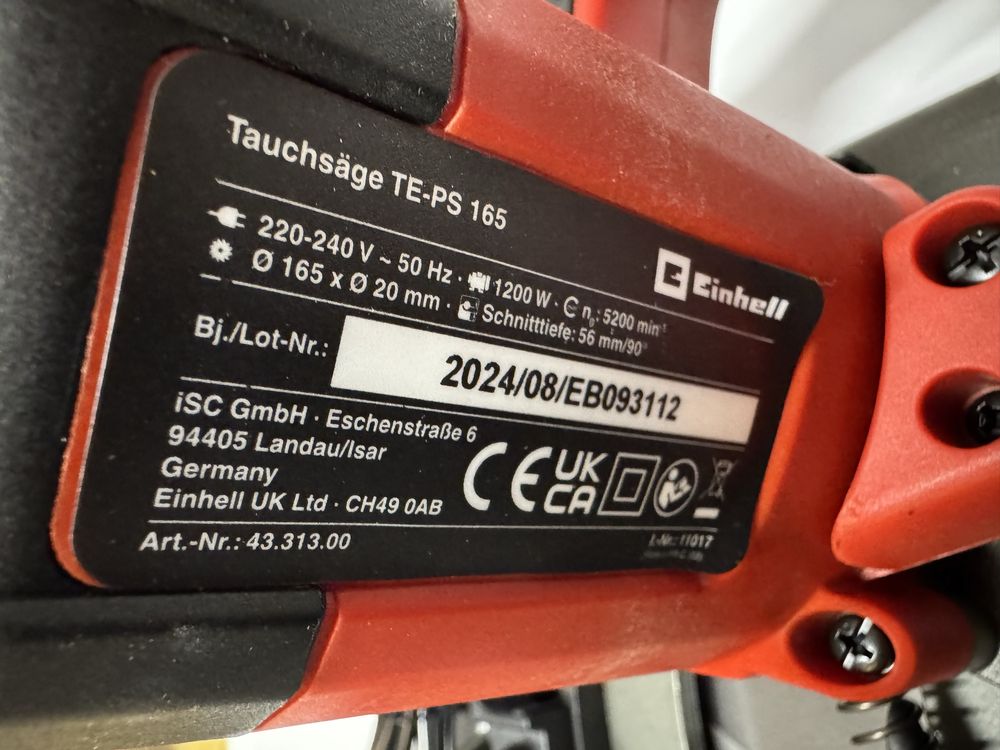 Tauchsäge TE-PS 165
Einhell
220-240 V ~ 50 Hz · 1200 W · n₀: 5200 min⁻¹
Ø 165 x Ø 20 mm · Schnitttiefe: 56 mm/90°
Bj./Lot-Nr.: 2024/08/EB093112
iSC GmbH · Eschenstraße 6
94405 Landau/Isar
Germany
Einhell UK Ltd · CH49 0AB
CE UK CA
Art.-Nr.: 43.313.00
I.-Nr.: 11017